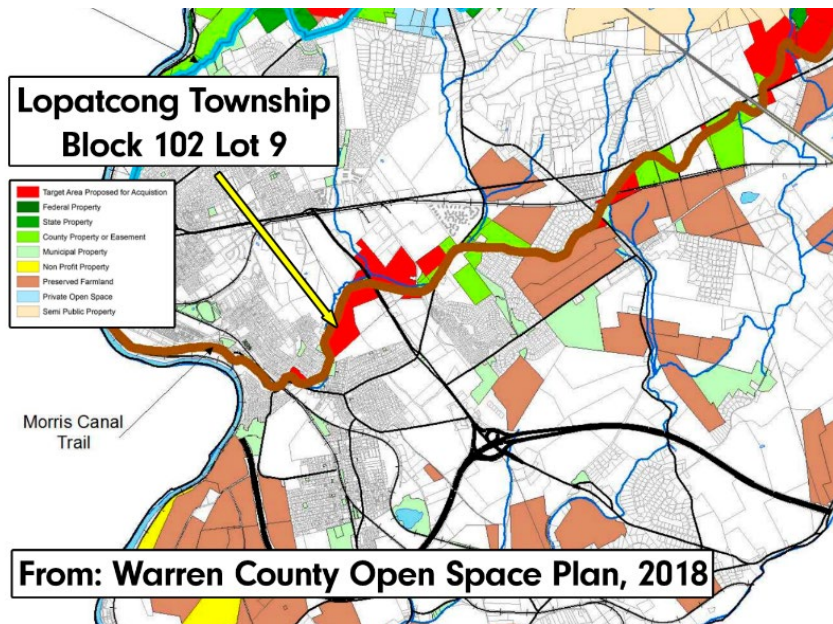 Lopatcong Township
Block 102 Lot 9
Target Area Proposed for Acquistion
Federal Property
State Property
County Property or Easement
Municipal Property
Non Profit Property
Preserved Farmland
Private Open Space
Semi Public Property
Morris Canal
Trail
From: Warren County Open Space Plan, 2018